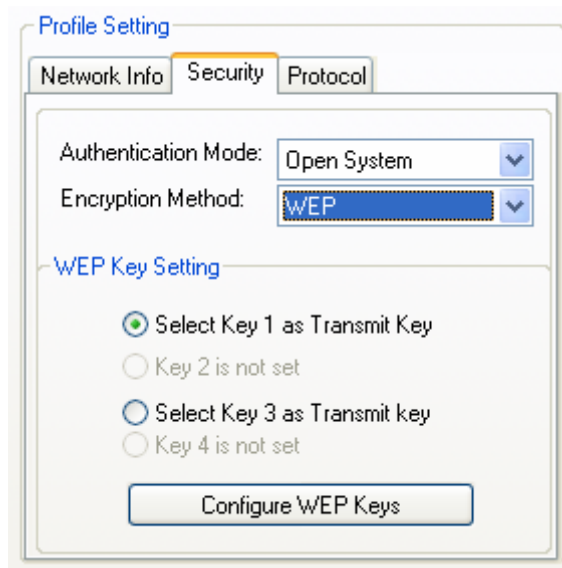 Profile Setting
Network Info Security Protocol
Authentication Mode: Open System
Encryption Method: WEP
WEP Key Setting
Select Key 1 as Transmit Key
Key 2 is not set
Select Key 3 as Transmit key
Key 4 is not set
Configure WEP Keys